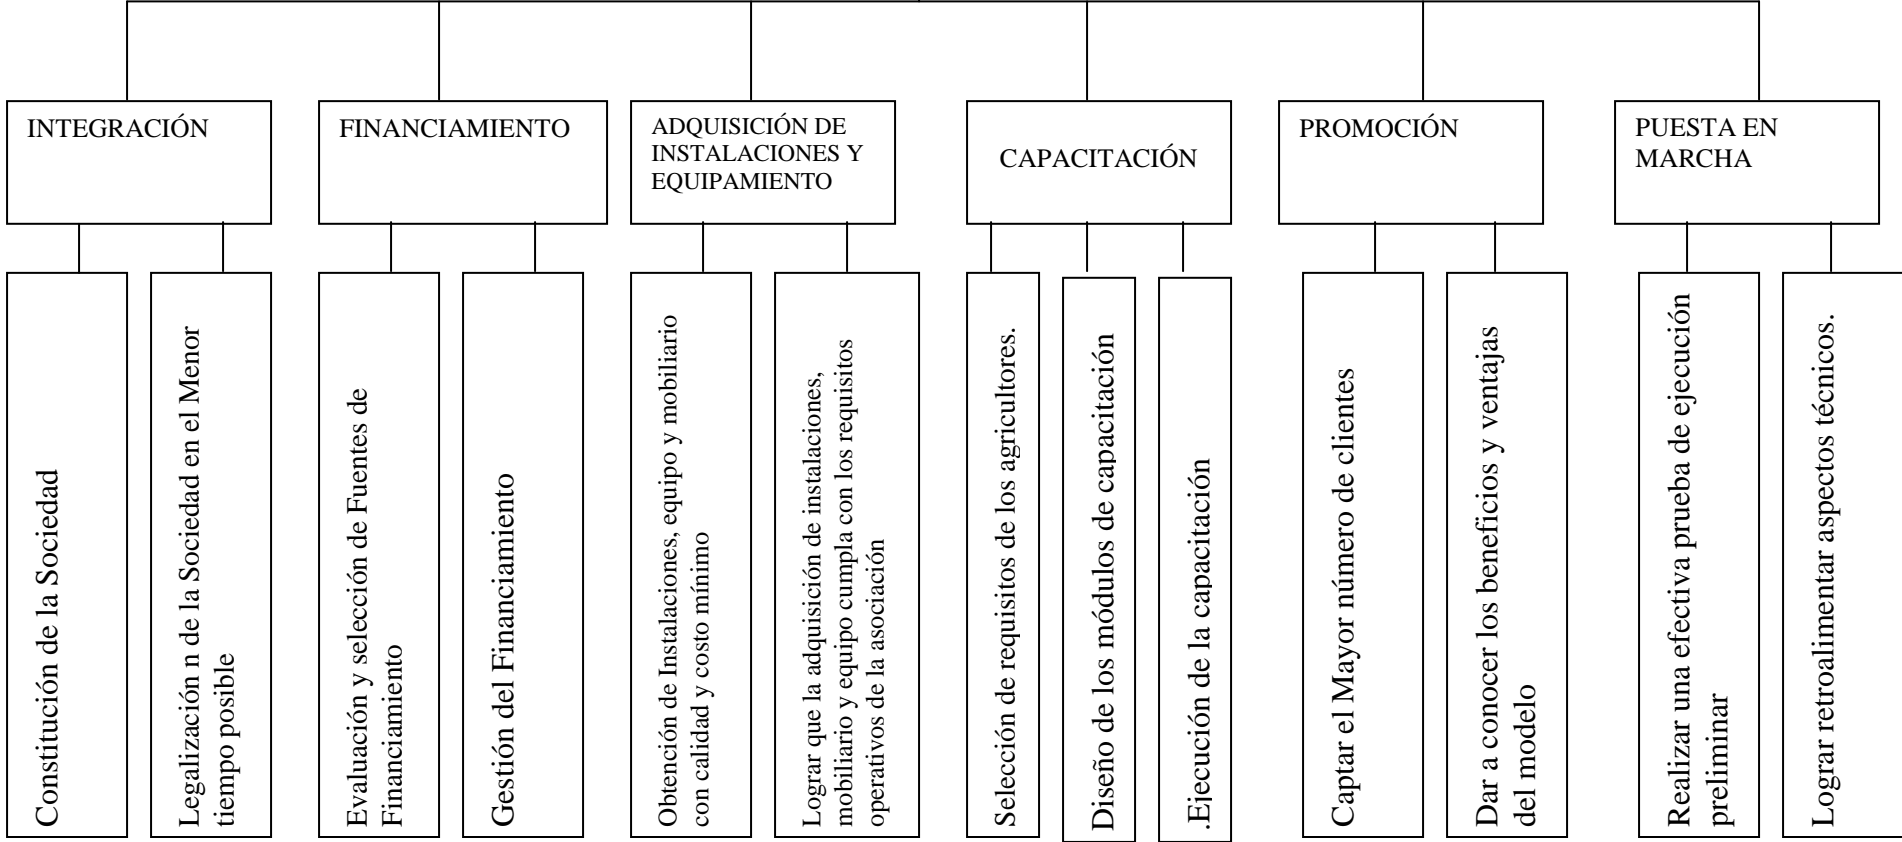 INTEGRACIÓN
FINANCIAMIENTO
ADQUISICIÓN DE
INSTALACIONES Y
EQUIPAMIENTO
CAPACITACIÓN
PROMOCIÓN
PUESTA EN
MARCHA
Constitución de la Sociedad
Legalización n de la Sociedad en el Menor
tiempo posible
Evaluación y selección de Fuentes de
Financiamiento
Gestión del Financiamiento
Obtención de Instalaciones, equipo y mobiliario
con calidad y costo mínimo
Lograr que la adquisición de instalaciones,
mobiliario y equipo cumpla con los requisitos
operativos de la asociación
Selección de requisitos de los agricultores.
Diseño de los módulos de capacitación
.Ejecución de la capacitación
Captar el Mayor número de clientes
Dar a conocer los beneficios y ventajas
del modelo
Realizar una efectiva prueba de ejecución
preliminar
Lograr retroalimentar aspectos técnicos.